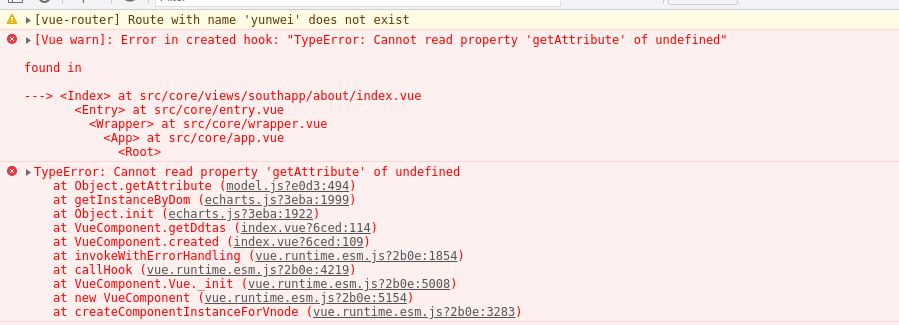 [vue-router] Route with name 'yunwei' does not exist
[Vue warn]: Error in created hook: "TypeError: Cannot read property 'getAttribute' of undefined"
found in
---> <Index> at src/core/views/southapp/about/index.vue
<Entry> at src/core/entry.vue
<Wrapper> at src/core/wrapper.vue
<App> at src/core/app.vue
<Root>
TypeError: Cannot read property 'getAttribute' of undefined
at Object.getAttribute (model.js?e0d3:494)
at getInstanceByDom (echarts.js?3eba:1999)
at Object.init (echarts.js?3eba:1922)
at VueComponent.getDdtas (index.vue?6ced:114)
at VueComponent.created (index.vue?6ced:109)
at invokeWithErrorHandling (vue.runtime.esm.js?2b0e:1854)
at callHook (vue.runtime.esm.js?2b0e:4219)
at VueComponent.Vue._init (vue.runtime.esm.js?2b0e:5008)
at new VueComponent (vue.runtime.esm.js?2b0e:5154)
at createComponentInstanceForVnode (vue.runtime.esm.js?2b0e:3283)